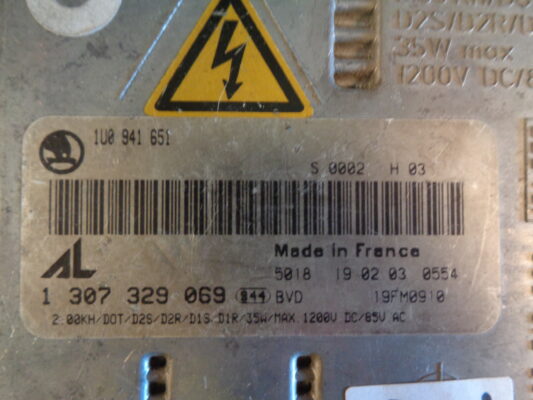 D2S/D2R/D
35W max
1200V DC/8
1U0 941 651
S 0002 H 03
Made in France
AL
5018 19 02 03 0554
1 307 329 069 944 BVD 19FM0910
2.00KH/DOT/D2S/D2R/D1S D1R/35W/MAX.1200V DC/85V AC